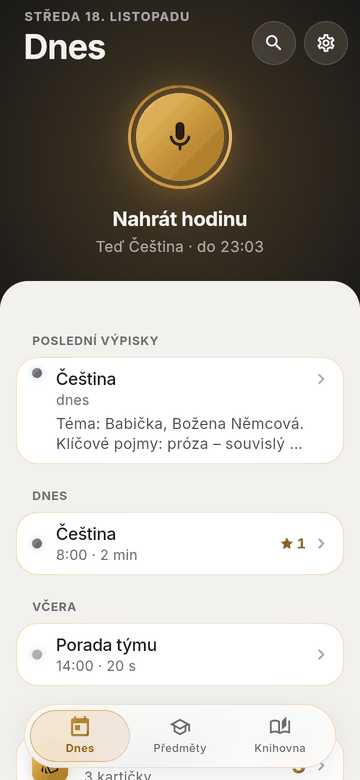 STŘEDA 18. LISTOPADU
Dnes
Nahrát hodinu
Teď Čeština · do 23:03
POSLEDNÍ VÝPISKY
Čeština
dnes
Téma: Babička, Božena Němcová.
Klíčové pojmy: próza – souvislý ...
DNES
Čeština
8:00 · 2 min
1
VČERA
Porada týmu
14:00 · 20 s
Dnes
Předměty
Knihovna
3 kartičky